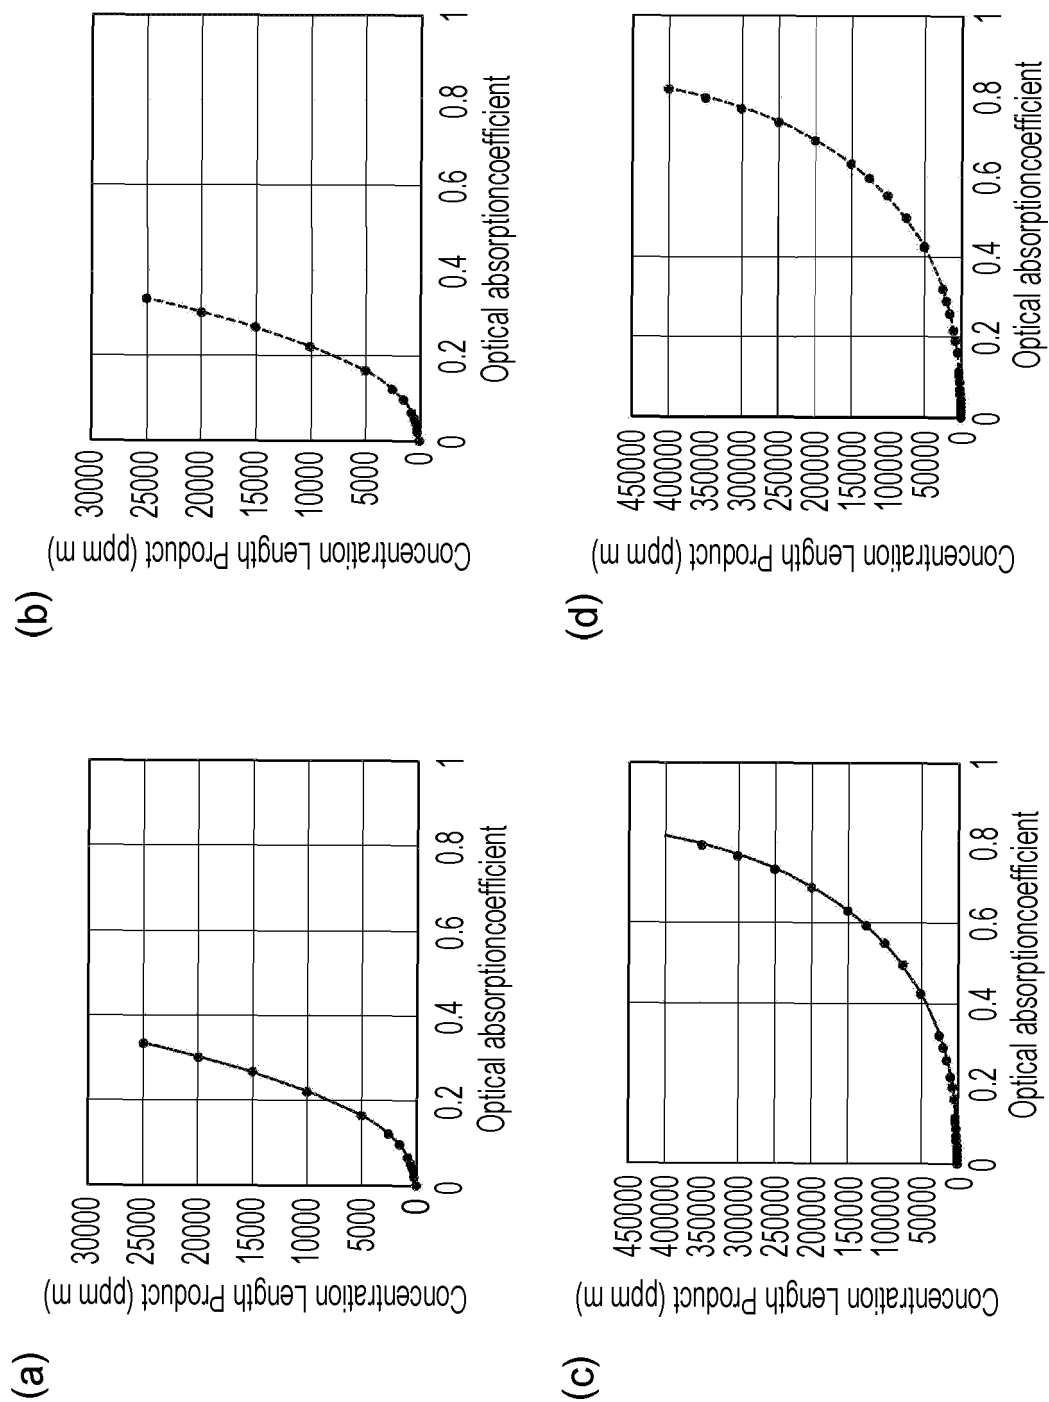 (a)
Concentration Length Product (ppm m)
30000
25000
20000
15000
10000
5000
0
0 0.2 0.4 0.6 0.8 1
Optical absorptioncoefficient
(b)
Concentration Length Product (ppm m)
30000
25000
20000
15000
10000
5000
0
0 0.2 0.4 0.6 0.8 1
Optical absorptioncoefficient
(c)
Concentration Length Product (ppm m)
450000
400000
350000
300000
250000
200000
150000
100000
50000
0
0 0.2 0.4 0.6 0.8 1
Optical absorptioncoefficient
(d)
Concentration Length Product (ppm m)
450000
400000
350000
300000
250000
200000
150000
100000
50000
0
0 0.2 0.4 0.6 0.8 1
Optical absorptioncoefficient